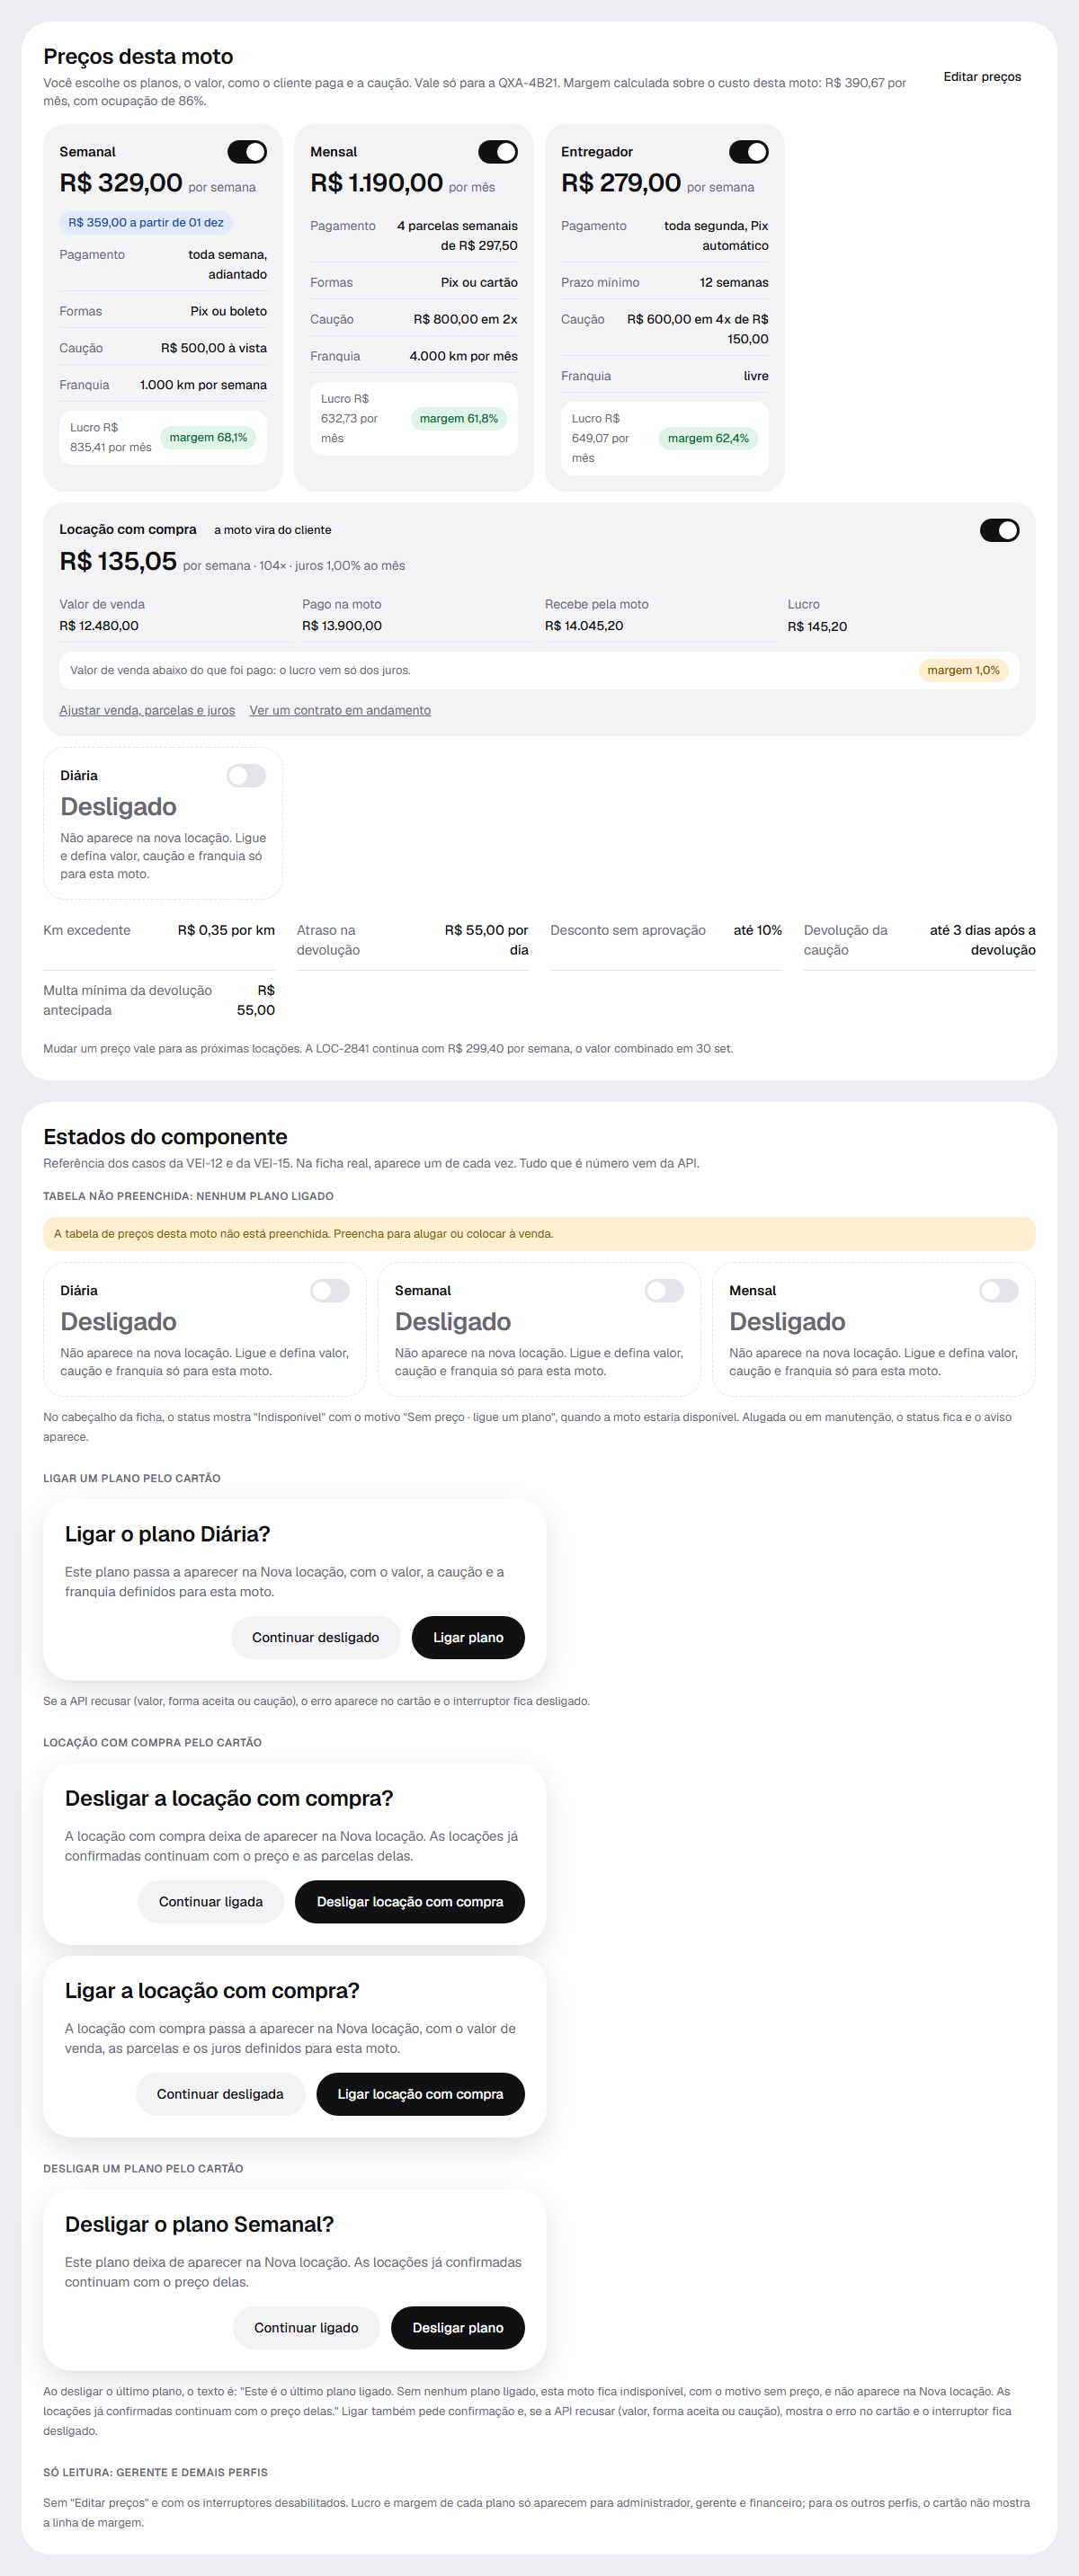 Preços desta moto
Você escolhe os planos, o valor, como o cliente paga e a caução. Vale só para a QXA-4B21. Margem calculada sobre o custo desta moto: R$ 390,67 por
mês, com ocupação de 86%.
Editar preços
Semanal
R$ 329,00 por semana
R$ 359,00 a partir de 01 dez
Pagamento toda semana,
adiantado
Formas Pix ou boleto
Caução R$ 500,00 à vista
Franquia 1.000 km por semana
Lucro R$
835,41 por mês
margem 68,1%
Mensal
R$ 1.190,00 por mês
Pagamento 4 parcelas semanais
de R$ 297,50
Formas Pix ou cartão
Caução R$ 800,00 em 2x
Franquia 4.000 km por mês
Lucro R$
632,73 por
mês
margem 61,8%
Entregador
R$ 279,00 por semana
Pagamento toda segunda, Pix
automático
Prazo mínimo 12 semanas
Caução R$ 600,00 em 4x de R$
150,00
Franquia livre
Lucro R$
649,07 por
mês
margem 62,4%
Locação com compra a moto vira do cliente
R$ 135,05 por semana · 104× · juros 1,00% ao mês
Valor de venda
R$ 12.480,00
Pago na moto
R$ 13.900,00
Recebe pela moto
R$ 14.045,20
Lucro
R$ 145,20
Valor de venda abaixo do que foi pago: o lucro vem só dos juros.
margem 1,0%
Ajustar venda, parcelas e juros Ver um contrato em andamento
Diária
Desligado
Não aparece na nova locação. Ligue
e defina valor, caução e franquia só
para esta moto.
Km excedente R$ 0,35 por km
Atraso na
devolução
R$ 55,00 por
dia
Desconto sem aprovação até 10%
Devolução da
caução
até 3 dias após a
devolução
Multa mínima da devolução
antecipada
R$
55,00
Mudar um preço vale para as próximas locações. A LOC-2841 continua com R$ 299,40 por semana, o valor combinado em 30 set.
Estados do componente
Referência dos casos da VEI-12 e da VEI-15. Na ficha real, aparece um de cada vez. Tudo que é número vem da API.
TABELA NÃO PREENCHIDA: NENHUM PLANO LIGADO
A tabela de preços desta moto não está preenchida. Preencha para alugar ou colocar à venda.
Diária
Desligado
Não aparece na nova locação. Ligue e defina valor,
caução e franquia só para esta moto.
Semanal
Desligado
Não aparece na nova locação. Ligue e defina valor,
caução e franquia só para esta moto.
Mensal
Desligado
Não aparece na nova locação. Ligue e defina valor,
caução e franquia só para esta moto.
No cabeçalho da ficha, o status mostra "Indisponível" com o motivo "Sem preço · ligue um plano", quando a moto estaria disponível. Alugada ou em manutenção, o status fica e o aviso
aparece.
LIGAR UM PLANO PELO CARTÃO
Ligar o plano Diária?
Este plano passa a aparecer na Nova locação, com o valor, a caução e a
franquia definidos para esta moto.
Continuar desligado Ligar plano
Se a API recusar (valor, forma aceita ou caução), o erro aparece no cartão e o interruptor fica desligado.
LOCAÇÃO COM COMPRA PELO CARTÃO
Desligar a locação com compra?
A locação com compra deixa de aparecer na Nova locação. As locações já
confirmadas continuam com o preço e as parcelas delas.
Continuar ligada Desligar locação com compra
Ligar a locação com compra?
A locação com compra passa a aparecer na Nova locação, com o valor de
venda, as parcelas e os juros definidos para esta moto.
Continuar desligada Ligar locação com compra
DESLIGAR UM PLANO PELO CARTÃO
Desligar o plano Semanal?
Este plano deixa de aparecer na Nova locação. As locações já confirmadas
continuam com o preço delas.
Continuar ligado Desligar plano
Ao desligar o último plano, o texto é: "Este é o último plano ligado. Sem nenhum plano ligado, esta moto fica indisponível, com o motivo sem preço, e não aparece na Nova locação. As
locações já confirmadas continuam com o preço delas." Ligar também pede confirmação e, se a API recusar (valor, forma aceita ou caução), mostra o erro no cartão e o interruptor fica
desligado.
SÓ LEITURA: GERENTE E DEMAIS PERFIS
Sem "Editar preços" e com os interruptores desabilitados. Lucro e margem de cada plano só aparecem para administrador, gerente e financeiro; para os outros perfis, o cartão não mostra
a linha de margem.